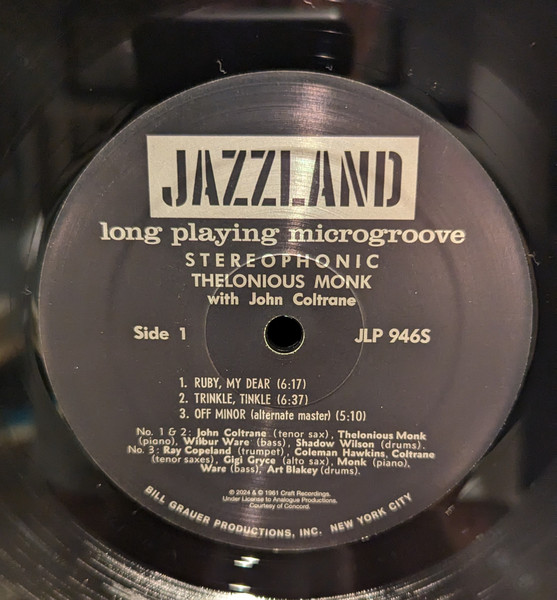 JAZZLAND
long playing microgroove
STEREOPHONIC
THELONIOUS MONK
with John Coltrane
Side 1
JLP 946S
1. RUBY, MY DEAR (6:17)
2. TRINKLE, TINKLE (6:37)
3. OFF MINOR (alternate master) (5:10)
No. 1 & 2: John Coltrane (tenor sax), Thelonious Monk
(piano), Wilbur Ware (bass), Shadow Wilson (drums).
No. 3: Ray Copeland (trumpet), Coleman Hawkins, Coltrane
(tenor saxes), Gigi Gryce (alto sax), Monk (piano),
Ware (bass), Art Blakey (drums).
© 2024 & ℗ 1961 Craft Recordings.
Under License to Analogue Productions.
Courtesy of Concord.
BILL GRAUER PRODUCTIONS, INC. NEW YORK CITY